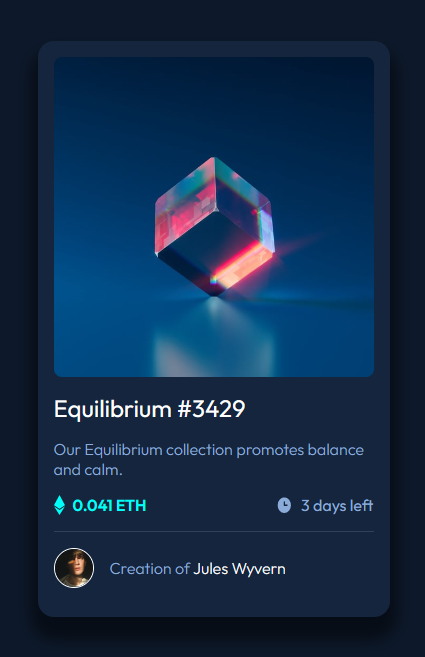 Equilibrium #3429
Our Equilibrium collection promotes balance
and calm.
0.041 ETH
3 days left
Creation of Jules Wyvern